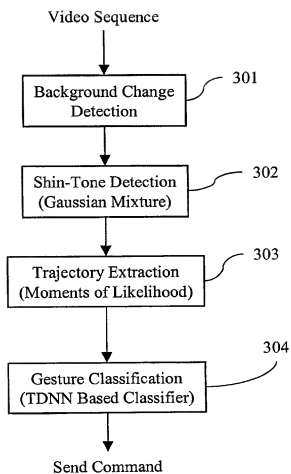 Video Sequence
301
Background Change
Detection
302
Shin-Tone Detection
(Gaussian Mixture)
303
Trajectory Extraction
(Moments of Likelihood)
304
Gesture Classification
(TDNN Based Classifier)
Send Command